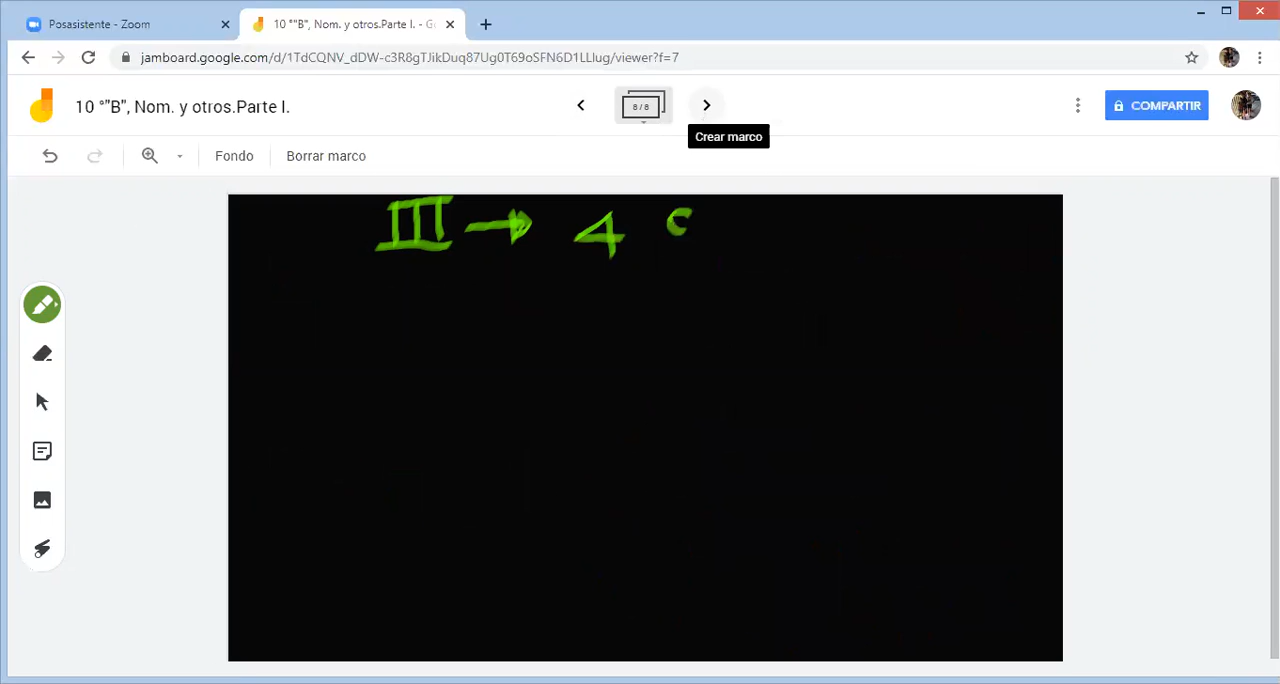 Posasistente - Zoom
10 °"B", Nom. y otros.Parte I. - Go
jamboard.google.com/d/1TdCQNV_dDW-c3R8gTJikDuq87Ug0T69oSFN6D1LLlug/viewer?f=7
10 °"B", Nom. y otros.Parte I.
8 / 8
COMPARTIR
Crear marco
Fondo
Borrar marco
III → 4 c